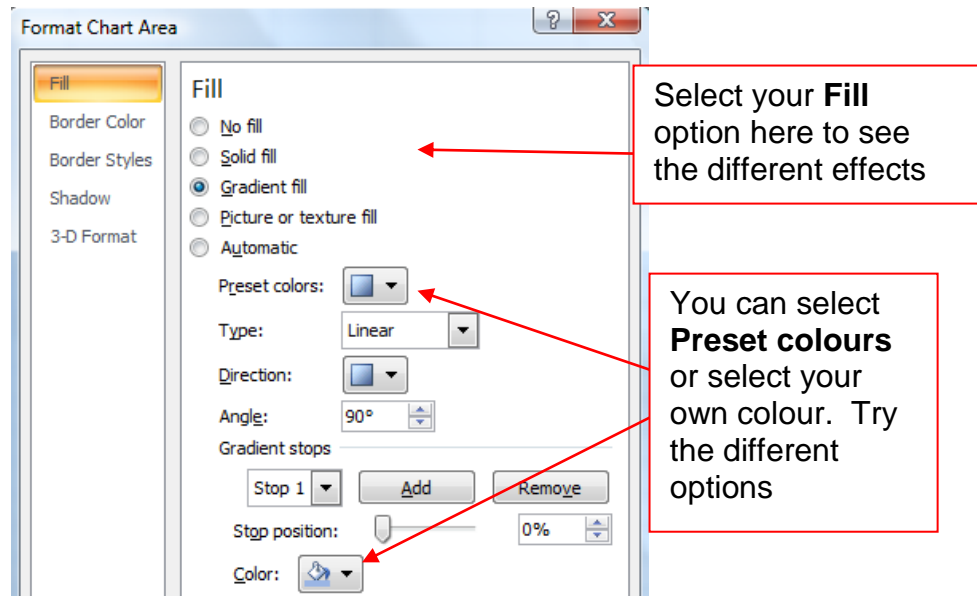 Format Chart Area
Fill
Border Color
Border Styles
Shadow
3-D Format
Fill
No fill
Solid fill
Gradient fill
Picture or texture fill
Automatic
Preset colors:
Type: Linear
Direction:
Angle: 90°
Gradient stops
Stop 1 Add Remove
Stop position: 0%
Color:
Select your Fill
option here to see
the different effects
You can select
Preset colours
or select your
own colour. Try
the different
options